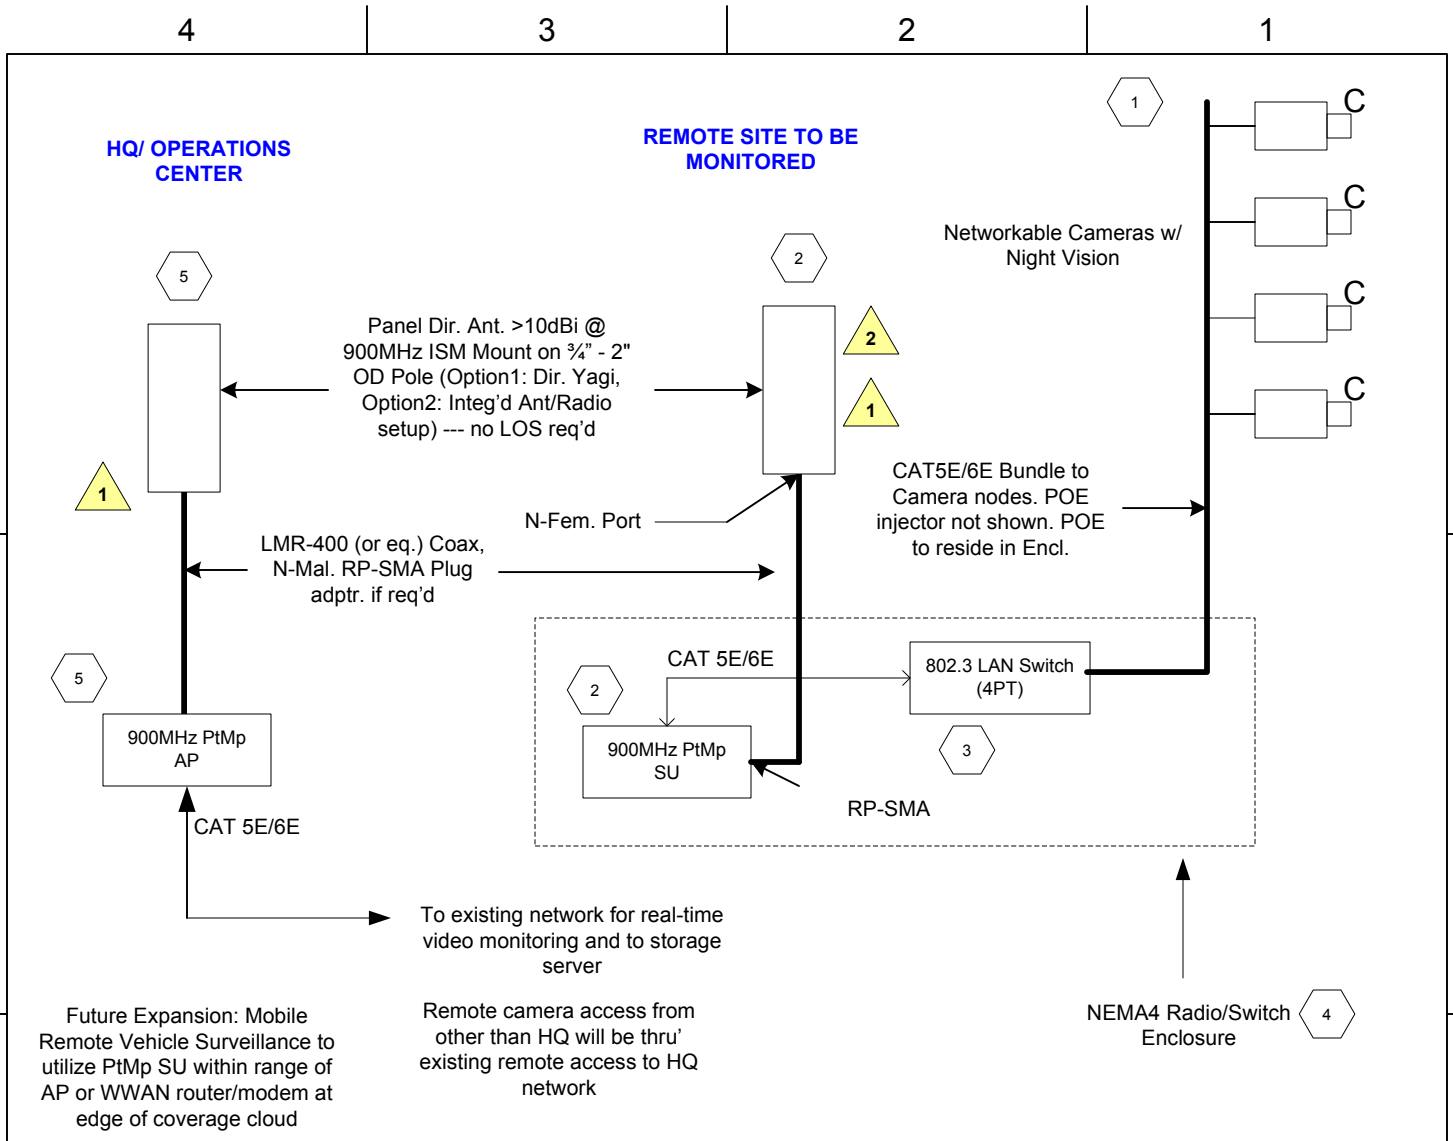 4
3
2
1
HQ/ OPERATIONS
CENTER
REMOTE SITE TO BE
MONITORED
1
C
C
C
C
Networkable Cameras w/
Night Vision
5
2
Panel Dir. Ant. >10dBi @
900MHz ISM Mount on ¾” - 2"
OD Pole (Option1: Dir. Yagi,
Option2: Integ’d Ant/Radio
setup) --- no LOS req’d
2
1
1
N-Fem. Port
CAT5E/6E Bundle to
Camera nodes. POE
injector not shown. POE
to reside in Encl.
LMR-400 (or eq.) Coax,
N-Mal. RP-SMA Plug
adptr. if req’d
5
900MHz PtMp
AP
CAT 5E/6E
2
CAT 5E/6E
900MHz PtMp
SU
802.3 LAN Switch
(4PT)
3
RP-SMA
To existing network for real-time
video monitoring and to storage
server
Remote camera access from
other than HQ will be thru’
existing remote access to HQ
network
Future Expansion: Mobile
Remote Vehicle Surveillance to
utilize PtMp SU within range of
AP or WWAN router/modem at
edge of coverage cloud
NEMA4 Radio/Switch
Enclosure
4